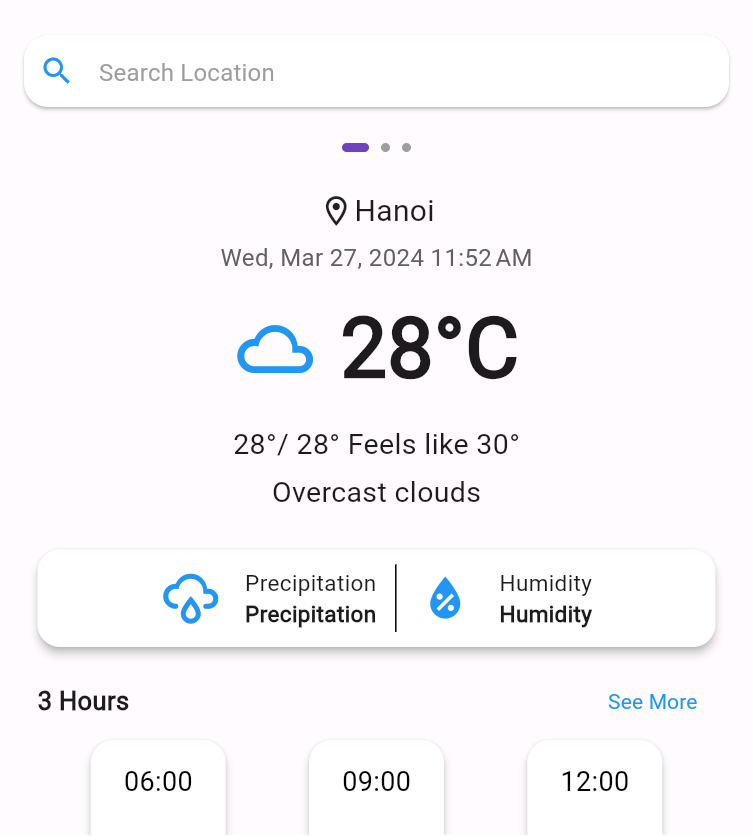 Search Location
Hanoi
Wed, Mar 27, 2024 11:52 AM
28°C
28°/ 28° Feels like 30°
Overcast clouds
Precipitation Humidity
Precipitation Humidity
3 Hours See More
06:00 09:00 12:00